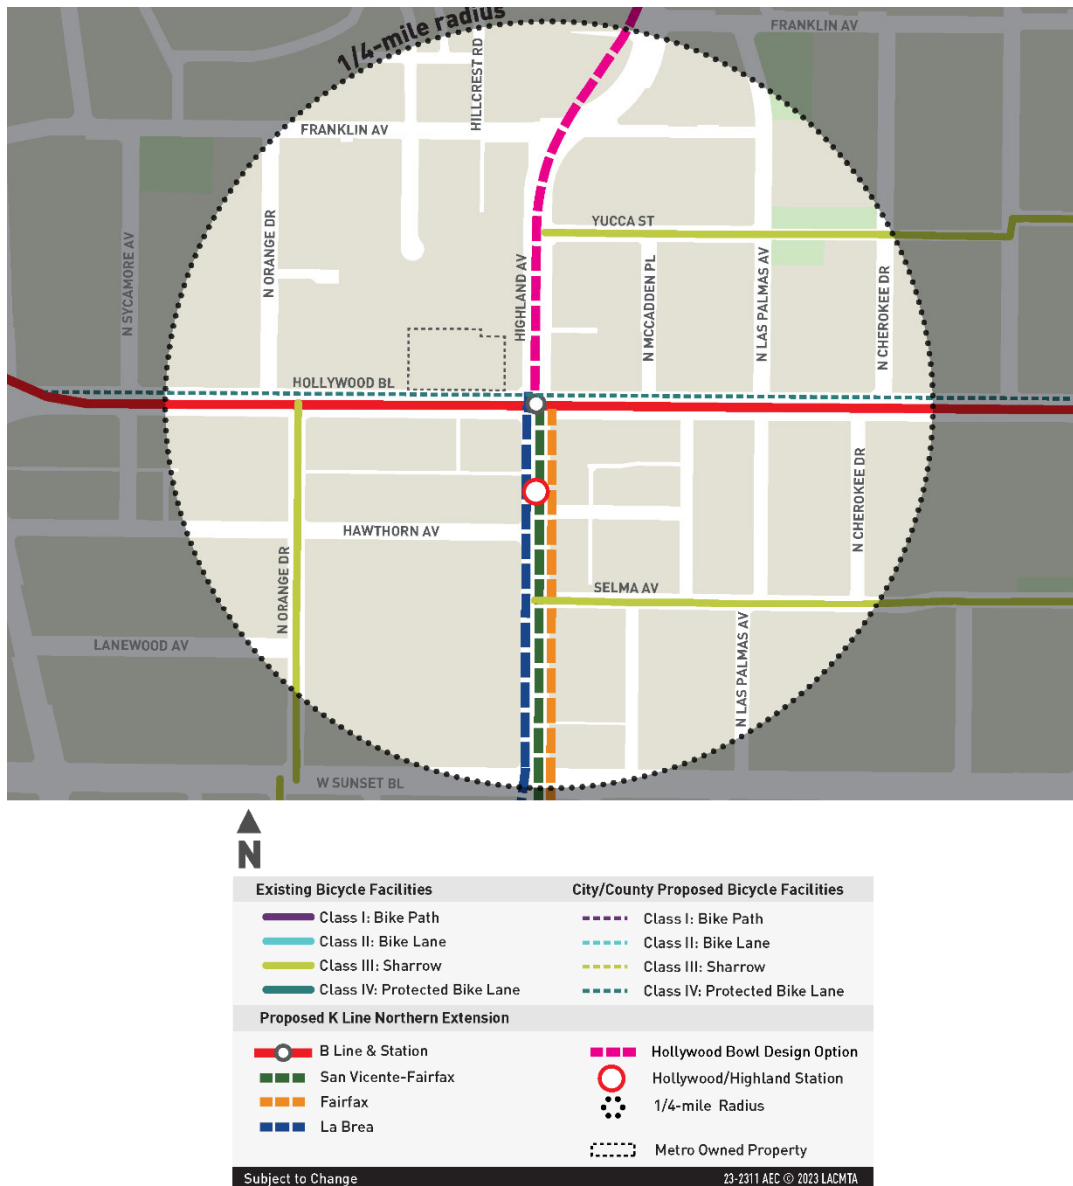 1/4-mile radius
FRANKLIN AV
HILLCREST RD
FRANKLIN AV
YUCCA ST
N SYCAMORE AV
N ORANGE DR
HIGHLAND AV
N MCCADDEN PL
N LAS PALMAS AV
N CHEROKEE DR
HOLLYWOOD BL
N CHEROKEE DR
HAWTHORN AV
N ORANGE DR
SELMA AV
LANEWOOD AV
N LAS PALMAS AV
W SUNSET BL
N
Existing Bicycle Facilities
Class I: Bike Path
Class II: Bike Lane
Class III: Sharrow
Class IV: Protected Bike Lane
City/County Proposed Bicycle Facilities
Class I: Bike Path
Class II: Bike Lane
Class III: Sharrow
Class IV: Protected Bike Lane
Proposed K Line Northern Extension
B Line & Station
San Vicente-Fairfax
Fairfax
La Brea
Hollywood Bowl Design Option
Hollywood/Highland Station
1/4-mile Radius
Metro Owned Property
Subject to Change
23-2311 AEC © 2023 LACMTA